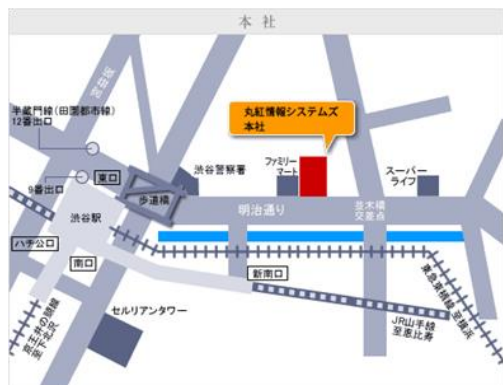 本 社
宮益坂
半蔵門線(田園都市線)
12番出口
丸紅情報システムズ
本社
9番出口
東口
歩道橋
渋谷警察署
ファミリー
マート
スーパー
ライフ
渋谷駅
明治通り
並木橋
交差点
ハチ公口
南口
新南口
京王井の頭線
至下北沢
セルリアンタワー
JR山手線
至恵比寿
東急東横線 至横浜